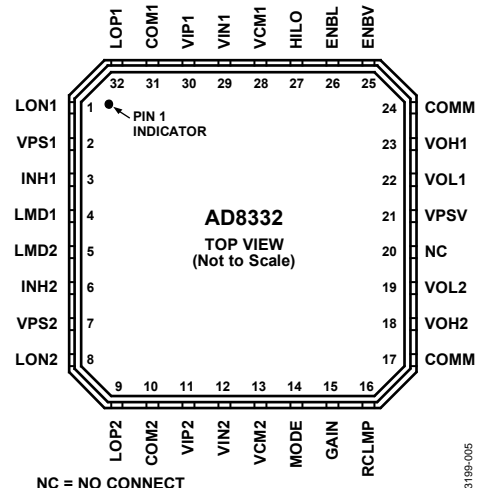 LOP1 COM1 VIP1 VIN1 VCM1 HILO ENBL ENBV
32 31 30 29 28 27 26 25
LON1 1
VPS1 2
INH1 3
LMD1 4
LMD2 5
INH2 6
VPS2 7
LON2 8
PIN 1
INDICATOR
AD8332
TOP VIEW
(Not to Scale)
24 COMM
23 VOH1
22 VOL1
21 VPSV
20 NC
19 VOL2
18 VOH2
17 COMM
9 10 11 12 13 14 15 16
LOP2 COM2 VIP2 VIN2 VCM2 MODE GAIN RCLMP
NC = NO CONNECT
3199-005